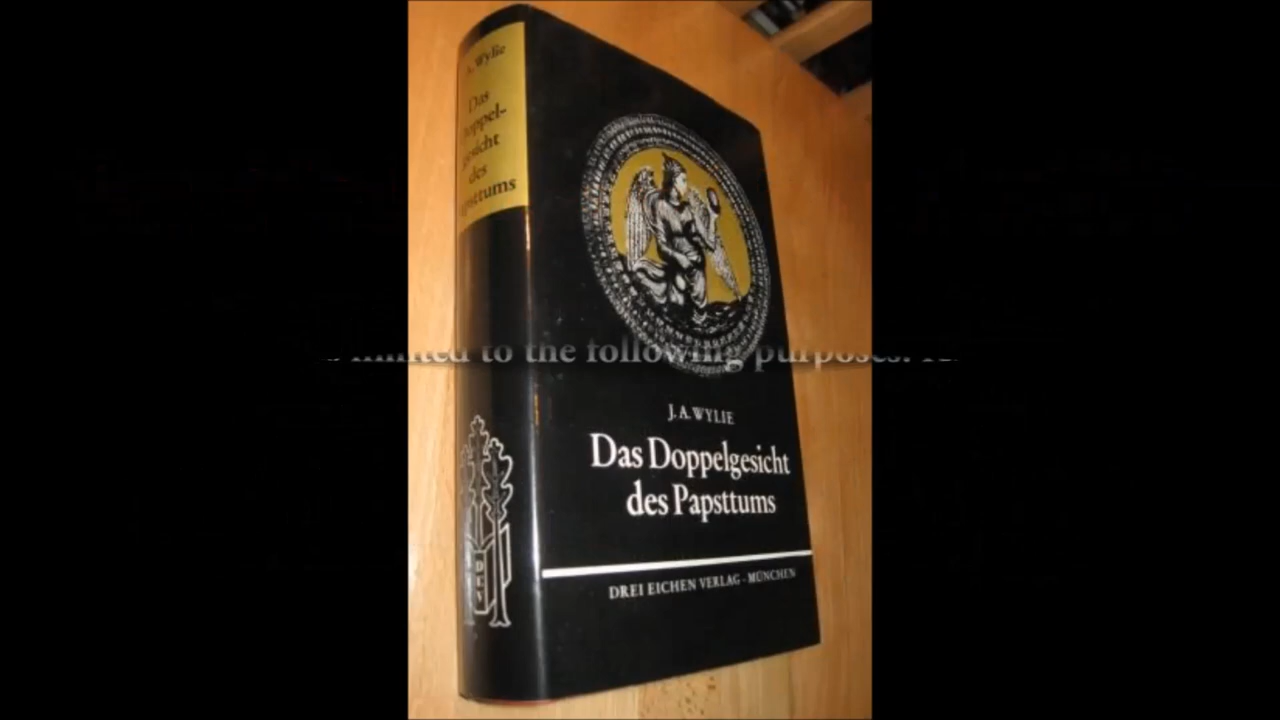 Wylie
Das
Doppel-
gesicht
des
Papsttums
limited to the following purposes:
J. A. WYLIE
Das Doppelgesicht
des Papsttums
DREI EICHEN VERLAG - MÜNCHEN
DEV